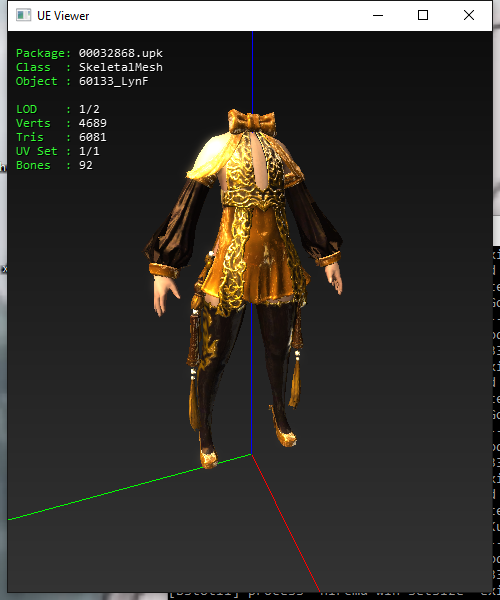 UE Viewer
Package: 00032868.upk
Class : SkeletalMesh
Object : 60133_LynF
LOD : 1/2
Verts : 4689
Tris : 6081
UV Set : 1/1
Bones : 92